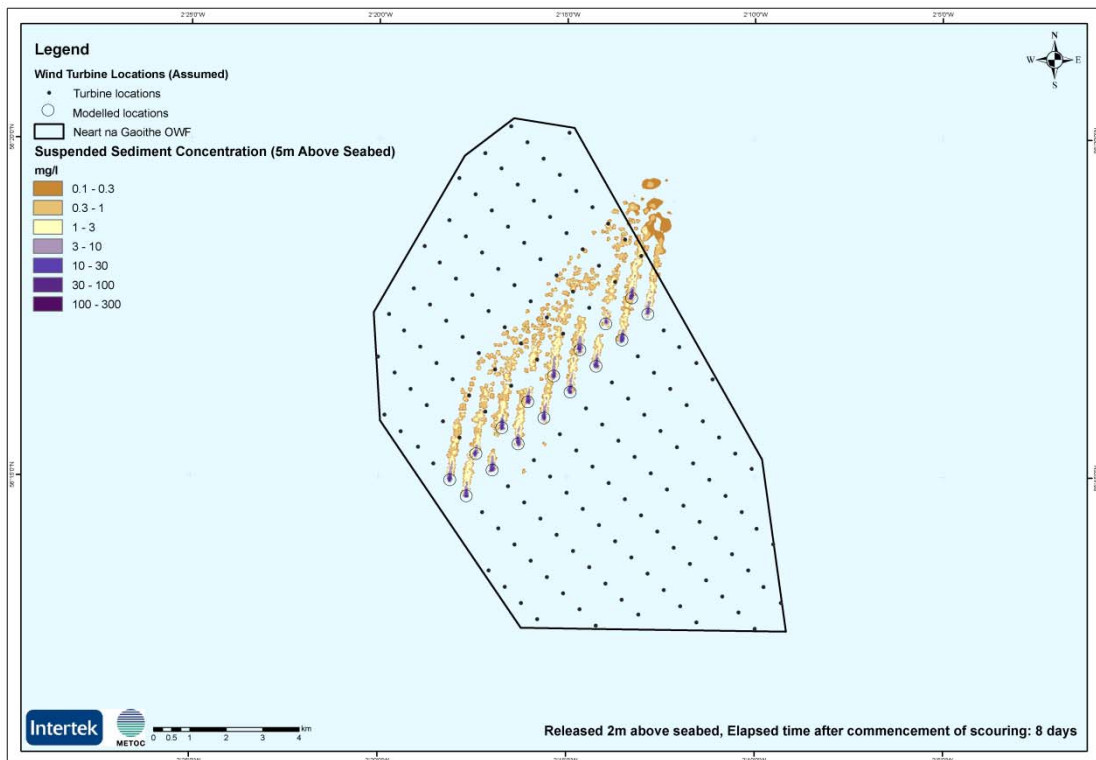 2°25'0"W 2°20'0"W 2°15'0"W 2°10'0"W 2°5'0"W
Legend
Wind Turbine Locations (Assumed)
Turbine locations
Modelled locations
Neart na Gaoithe OWF
Suspended Sediment Concentration (5m Above Seabed)
mg/l
0.1 - 0.3
0.3 - 1
1 - 3
3 - 10
10 - 30
30 - 100
100 - 300
N
W E
S
56°20'0"N
Intertek
METOC
km
0 0.5 1 2 3 4
Released 2m above seabed, Elapsed time after commencement of scouring: 8 days